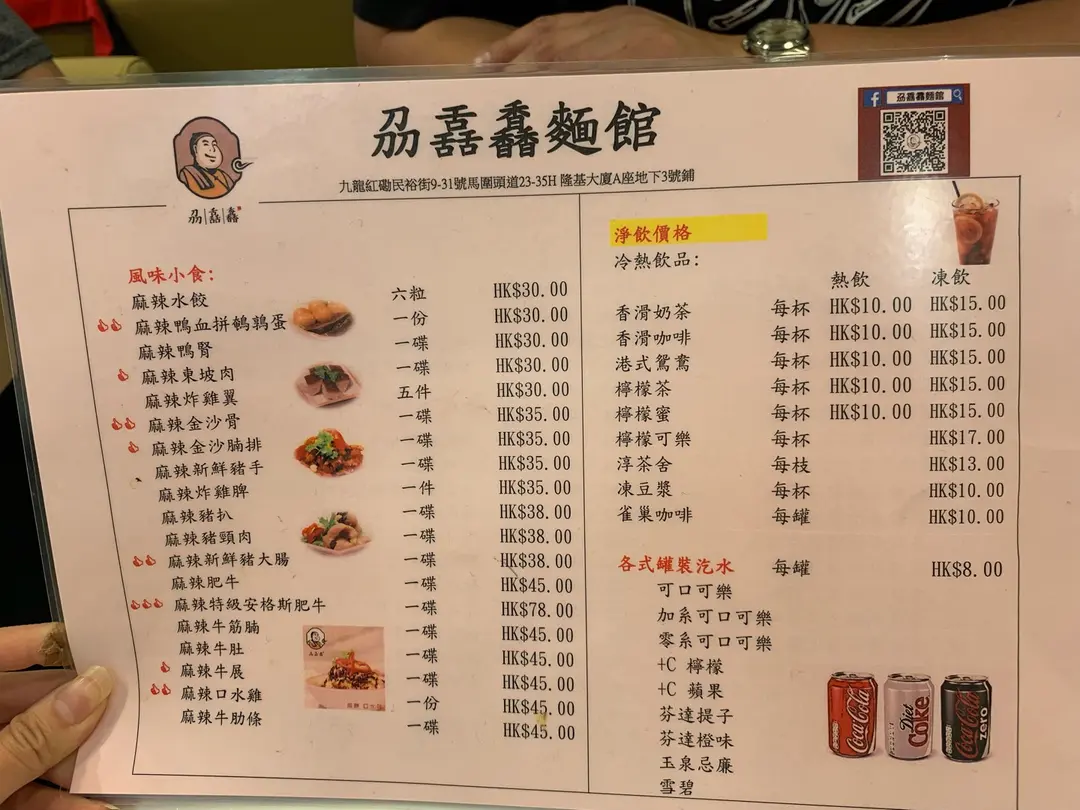 刕舙馫麵館
九龍紅磡民裕街9-31號馬圍頭道23-35H 隆基大廈A座地下3號鋪
刕舙馫麵館
刕|舙|馫
風味小食:
麻辣水餃 六粒 HK$30.00
麻辣鴨血拼鵪鶉蛋 一份 HK$30.00
麻辣鴨腎 一碟 HK$30.00
麻辣東坡肉 一碟 HK$30.00
麻辣炸雞翼 五件 HK$30.00
麻辣金沙骨 一碟 HK$35.00
麻辣金沙腩排 一碟 HK$35.00
麻辣新鮮豬手 一碟 HK$35.00
麻辣炸雞脾 一件 HK$35.00
麻辣豬扒 一碟 HK$38.00
麻辣豬頸肉 一碟 HK$38.00
麻辣新鮮豬大腸 一碟 HK$38.00
麻辣肥牛 一碟 HK$45.00
麻辣特級安格斯肥牛 一碟 HK$78.00
麻辣牛筋腩 一碟 HK$45.00
麻辣牛肚 一碟 HK$45.00
麻辣牛展 一碟 HK$45.00
麻辣口水雞 一份 HK$45.00
麻辣牛肋條 一碟 HK$45.00
淨飲價格
冷熱飲品:
熱飲 凍飲
香滑奶茶 每杯 HK$10.00 HK$15.00
香滑咖啡 每杯 HK$10.00 HK$15.00
港式鴛鴦 每杯 HK$10.00 HK$15.00
檸檬茶 每杯 HK$10.00 HK$15.00
檸檬蜜 每杯 HK$10.00 HK$15.00
檸檬可樂 每杯 HK$17.00
淳茶舍 每枝 HK$13.00
凍豆漿 每杯 HK$10.00
雀巢咖啡 每罐 HK$10.00
各式罐裝汽水 每罐 HK$8.00
可口可樂
加系可口可樂
零系可口可樂
+C 檸檬
+C 蘋果
芬達提子
芬達橙味
玉泉忌廉
雪碧
Coca-Cola
Diet Coke
Coca-Cola zero